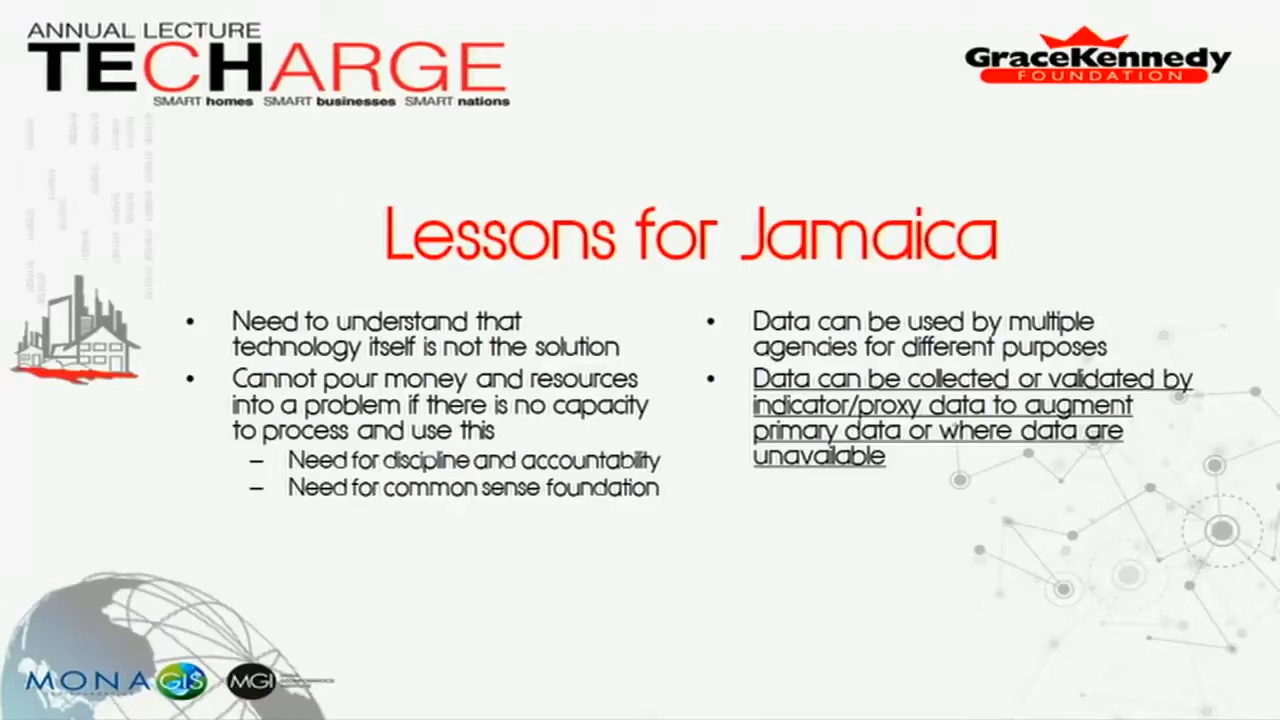 ANNUAL LECTURE
TECHARGE
SMART homes SMART businesses SMART nations
GraceKennedy
FOUNDATION
Lessons for Jamaica
• Need to understand that
technology itself is not the solution
• Cannot pour money and resources
into a problem if there is no capacity
to process and use this
– Need for discipline and accountability
– Need for common sense foundation
• Data can be used by multiple
agencies for different purposes
• Data can be collected or validated by
indicator/proxy data to augment
primary data or where data are
unavailable
MONA GIS
MGI